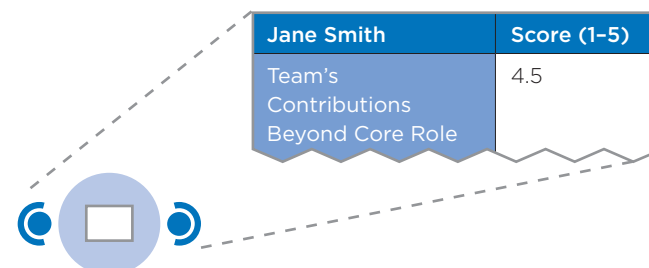 Jane Smith
Score (1–5)
Team's
Contributions
Beyond Core Role
4.5